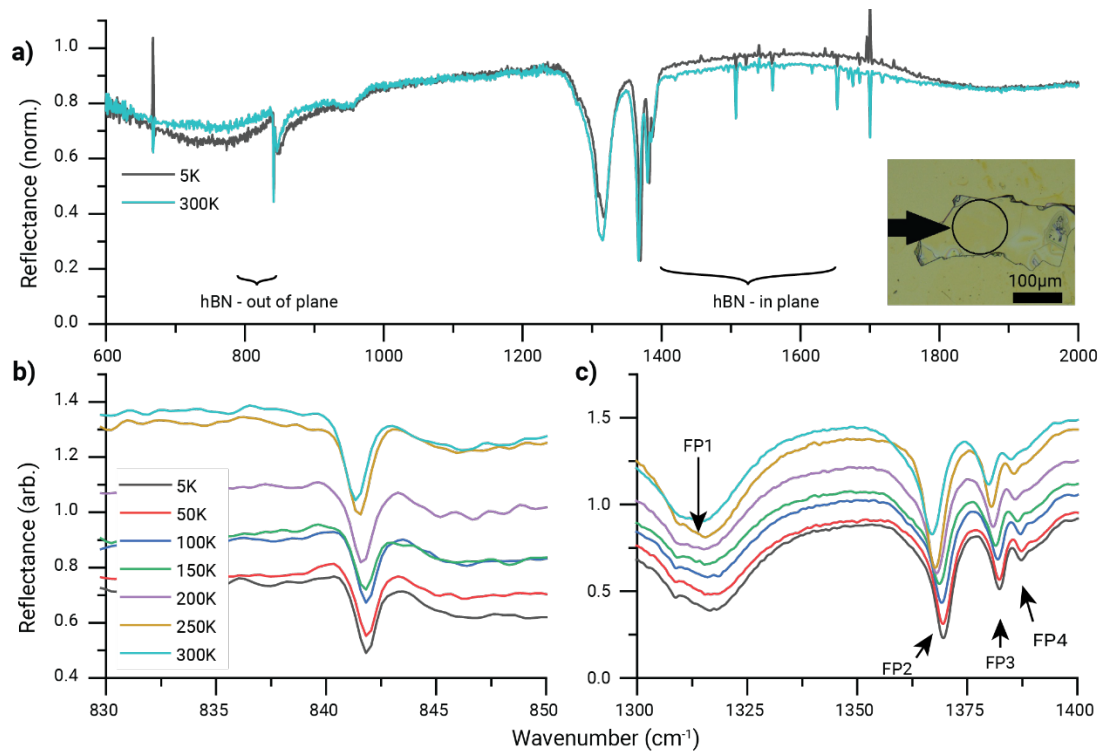 a)
Reflectance (norm.)
1.0
0.8
0.6
0.4
0.2
0.0
5K
300K
hBN - out of plane
hBN - in plane
100μm
600
800
1000
1200
1400
1600
1800
2000
b)
Reflectance (arb.)
1.4
1.2
1.0
0.8
0.6
0.4
5K
50K
100K
150K
200K
250K
300K
830
835
840
845
850
c)
1.5
1.0
0.5
0.0
FP1
FP2
FP3
FP4
1300
1325
1350
1375
1400
Wavenumber (cm⁻¹)